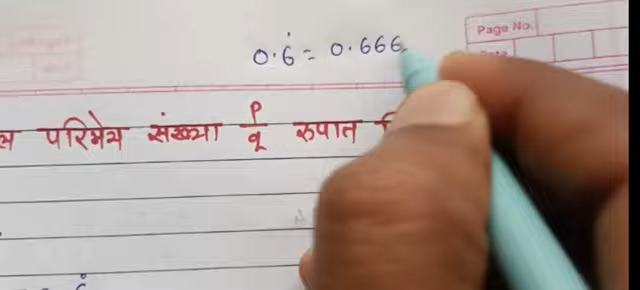 Page No.
0.6̇ = 0.666
परिमेय संख्या p/q रुपात